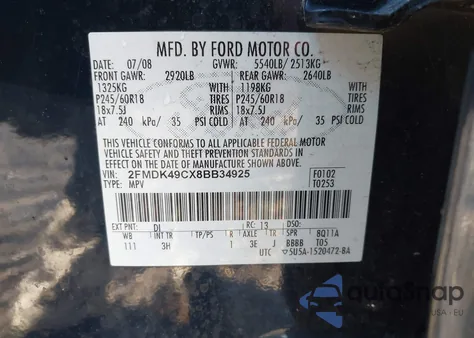 MFD. BY FORD MOTOR CO.
DATE: 07/08 GVWR: 5540LB/ 2513KG
FRONT GAWR: 2920LB REAR GAWR: 2640LB
1325KG WITH 1198KG WITH
P245/60R18 TIRES P245/60R18 TIRES
18x7.5J RIMS 18x7.5J RIMS
AT 240 kPa/ 35 PSI COLD AT 240 kPa/ 35 PSI COLD
THIS VEHICLE CONFORMS TO ALL APPLICABLE FEDERAL MOTOR
VEHICLE SAFETY AND THEFT PREVENTION STANDARDS IN EFFECT
ON THE DATE OF MANUFACTURE SHOWN ABOVE.
VIN: 2FMDK49CX8BB34925 F0102
TYPE: MPV T0253
EXT PNT: DI RC: 13 DSO:
WB INT TR TP/PS R AXLE TR SPR BQ11A
111 3H 1 3E J BBBB T05
UTC 5U5A-1520472-BA
AutoSnap
USA - EU